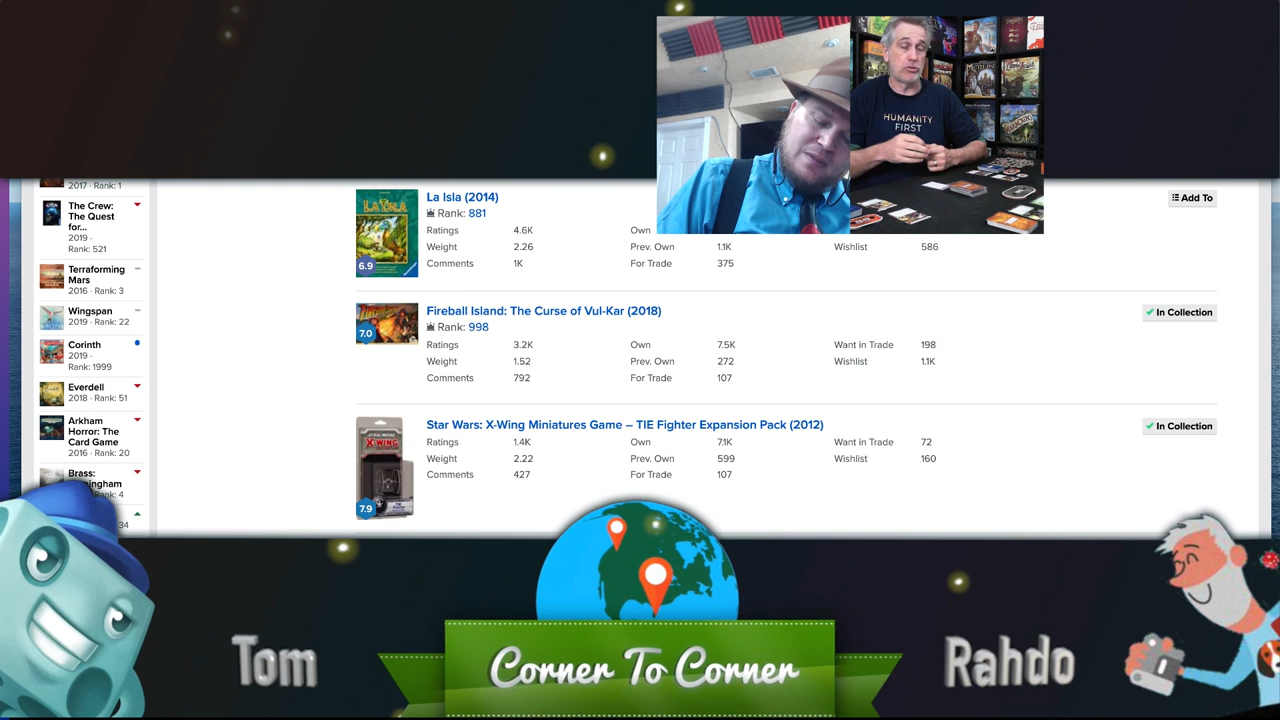 HUMANITY
FIRST
2017 · Rank: 1
The Crew:
The Quest
for...
2019 ·
Rank: 521
Terraforming
Mars
2016 · Rank: 3
Wingspan
2019 · Rank: 22
Corinth
2019 ·
Rank: 1999
Everdell
2018 · Rank: 51
Arkham
Horror: The
Card Game
2016 · Rank: 20
Brass:
Rank: 4
34
La Isla (2014)
Rank: 881
Ratings 4.6K Own
Weight 2.26 Prev. Own 1.1K Wishlist 586
Comments 1K For Trade 375
6.9
Add To
Fireball Island: The Curse of Vul-Kar (2018)
Rank: 998
Ratings 3.2K Own 7.5K Want in Trade 198
Weight 1.52 Prev. Own 272 Wishlist 1.1K
Comments 792 For Trade 107
7.0
In Collection
Star Wars: X-Wing Miniatures Game – TIE Fighter Expansion Pack (2012)
Ratings 1.4K Own 7.1K Want in Trade 72
Weight 2.22 Prev. Own 599 Wishlist 160
Comments 427 For Trade 107
7.9
In Collection
Tom
Corner To Corner
Rahdo